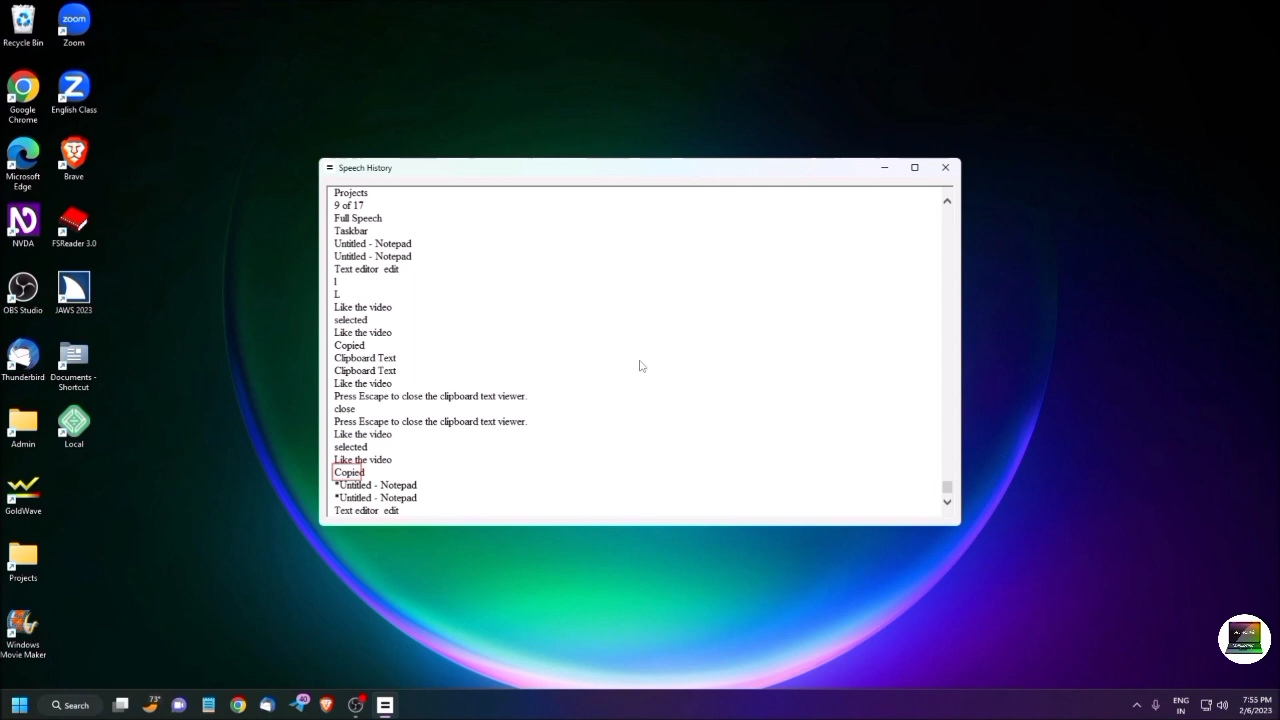 Recycle Bin
Zoom
zoom
Google
Chrome
English Class
Microsoft
Edge
Brave
NVDA
FSReader 3.0
OBS Studio
JAWS 2023
Thunderbird
Documents -
Shortcut
Admin
Local
GoldWave
Projects
Windows
Movie Maker
Speech History
Projects
9 of 17
Full Speech
Taskbar
Untitled - Notepad
Untitled - Notepad
Text editor  edit
l
L
Like the video
selected
Like the video
Copied
Clipboard Text
Clipboard Text
Like the video
Press Escape to close the clipboard text viewer.
close
Press Escape to close the clipboard text viewer.
Like the video
selected
Like the video
Copied
*Untitled - Notepad
*Untitled - Notepad
Text editor  edit
Search
73°
40
ENG
IN
7:55 PM
2/6/2023